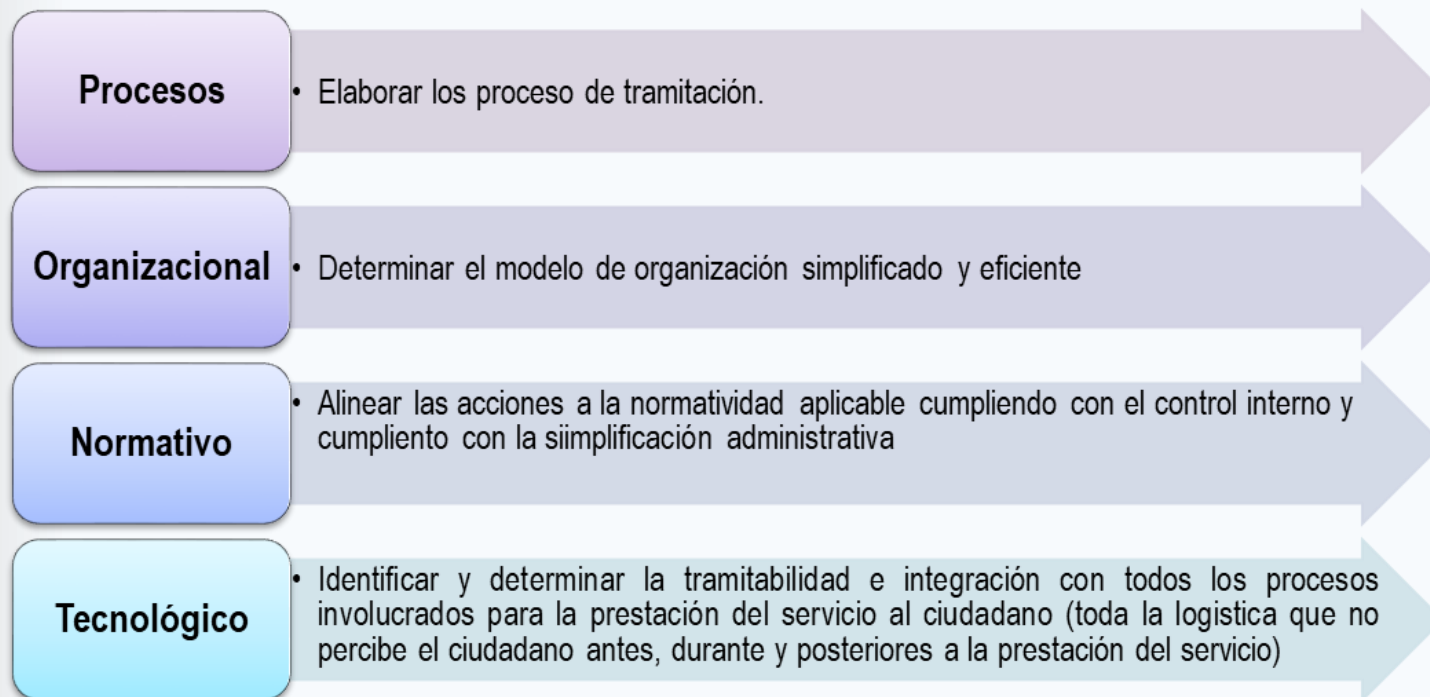 Procesos
• Elaborar los proceso de tramitación.
Organizacional
• Determinar el modelo de organización simplificado y eficiente
Normativo
• Alinear las acciones a la normatividad aplicable cumpliendo con el control interno y
cumpliento con la siimplificación administrativa
Tecnológico
• Identificar y determinar la tramitabilidad e integración con todos los procesos
involucrados para la prestación del servicio al ciudadano (toda la logistica que no
percibe el ciudadano antes, durante y posteriores a la prestación del servicio)